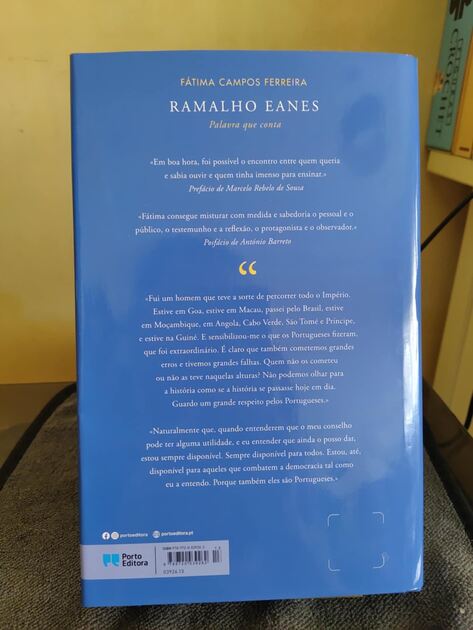 FÁTIMA CAMPOS FERREIRA
RAMALHO EANES
Palavra que conta
«Em boa hora, foi possível o encontro entre quem queria
e sabia ouvir e quem tinha imenso para ensinar.»
Prefácio de Marcelo Rebelo de Sousa
«Fátima consegue misturar com medida e sabedoria o pessoal e o
público, o testemunho e a reflexão, o protagonista e o observador.»
Posfácio de António Barreto
“
«Fui um homem que teve a sorte de percorrer todo o Império.
Estive em Goa, estive em Macau, passei pelo Brasil, estive
em Moçambique, em Angola, Cabo Verde, São Tomé e Príncipe,
e estive na Guiné. E sensibilizou-me o que os Portugueses fizeram,
que foi extraordinário. É claro que também cometemos grandes
erros e tivemos grandes falhas. Quem não os cometeu
ou não as teve naquelas alturas? Não podemos olhar para
a história como se a história se passasse hoje em dia.
Guardo um grande respeito pelos Portugueses.»
«Naturalmente que, quando entenderem que o meu conselho
pode ter alguma utilidade, e eu entender que ainda o posso dar,
estou sempre disponível. Sempre disponível para todos. Estou, até,
disponível para aqueles que combatem a democracia tal como
eu a entendo. Porque também eles são Portugueses.»
portoeditora
portoeditora.pt
Porto
Editora
ISBN
03926.13
CROCHET